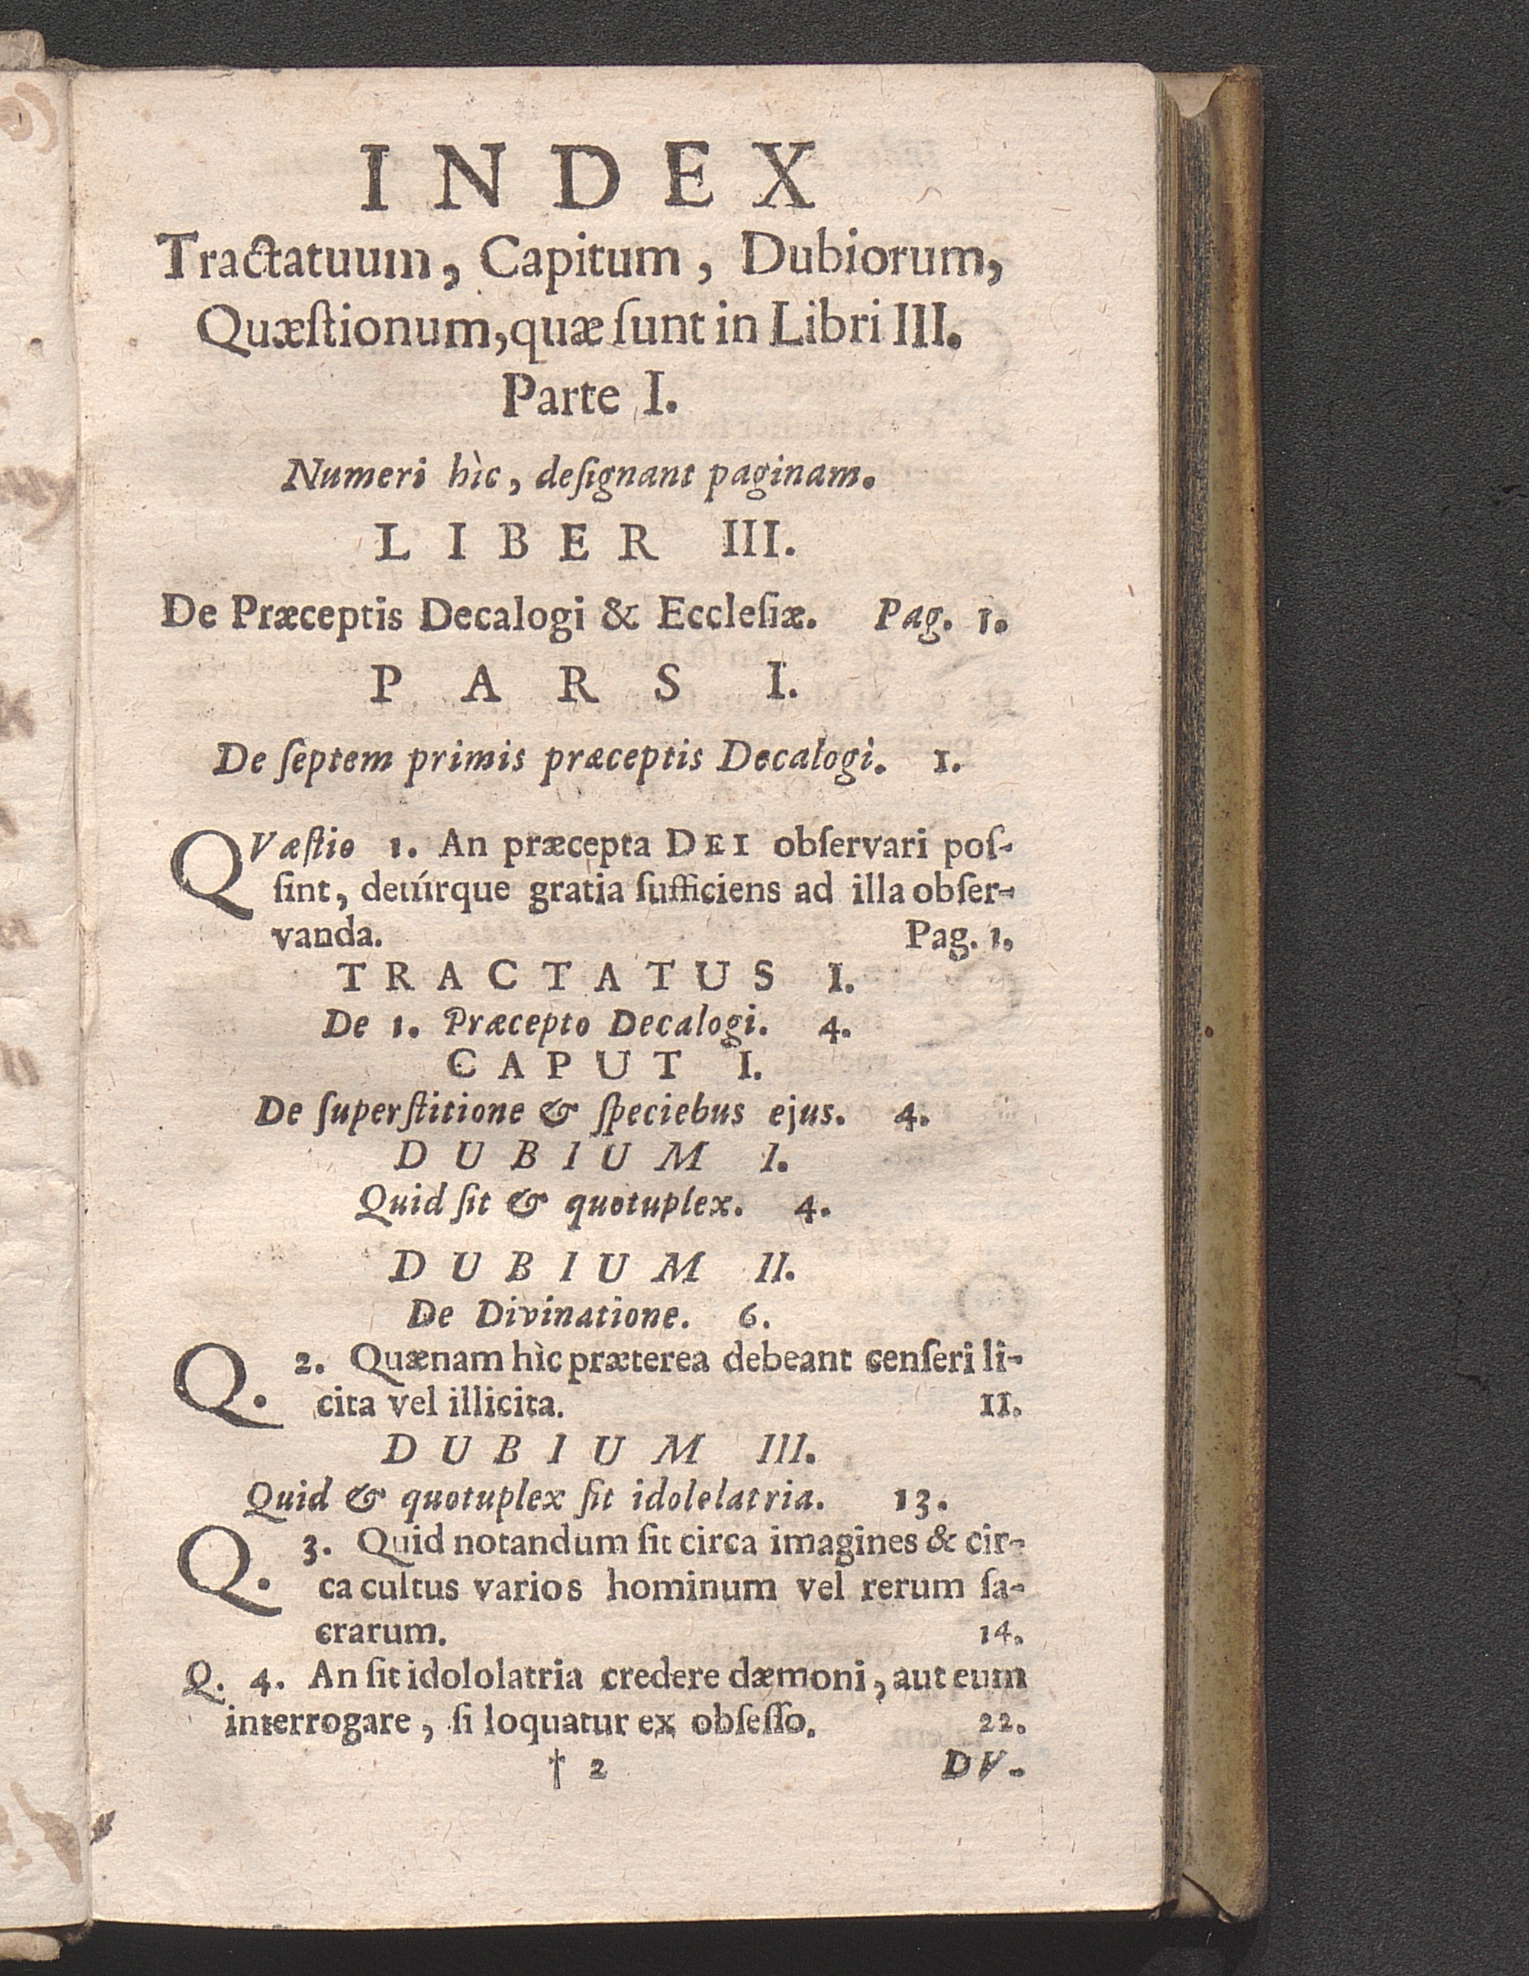 INDEX
Tractatuum, Capitum, Dubiorum,
Quæſtionum, quæ ſunt in Libri III.
Parte I.
Numeri hìc, deſignant paginam.
LIBER III.
De Præceptis Decalogi & Eccleſiæ. Pag. 1.
PARS I.
De ſeptem primis præceptis Decalogi. 1.
QVæſtio 1. An præcepta DEI obſervari poſ-
ſint, detúrque gratia ſufficiens ad illa obſer-
vanda. Pag. 1.
TRACTATUS I.
De 1. Præcepto Decalogi. 4.
CAPUT I.
De ſuperſtitione & ſpeciebus ejus. 4.
DUBIUM I.
Quid ſit & quotuplex. 4.
DUBIUM II.
De Divinatione. 6.
Q. 2. Quænam hìc præterea debeant cenſeri li-
cita vel illicita. 11.
DUBIUM III.
Quid & quotuplex ſit idolelatria. 13.
Q. 3. Quid notandum ſit circa imagines & cir-
ca cultus varios hominum vel rerum ſa-
crarum. 14.
Q. 4. An ſit idololatria credere dæmoni, aut eum
interrogare, ſi loquatur ex obſeſſo. 22.
† 2 DV-